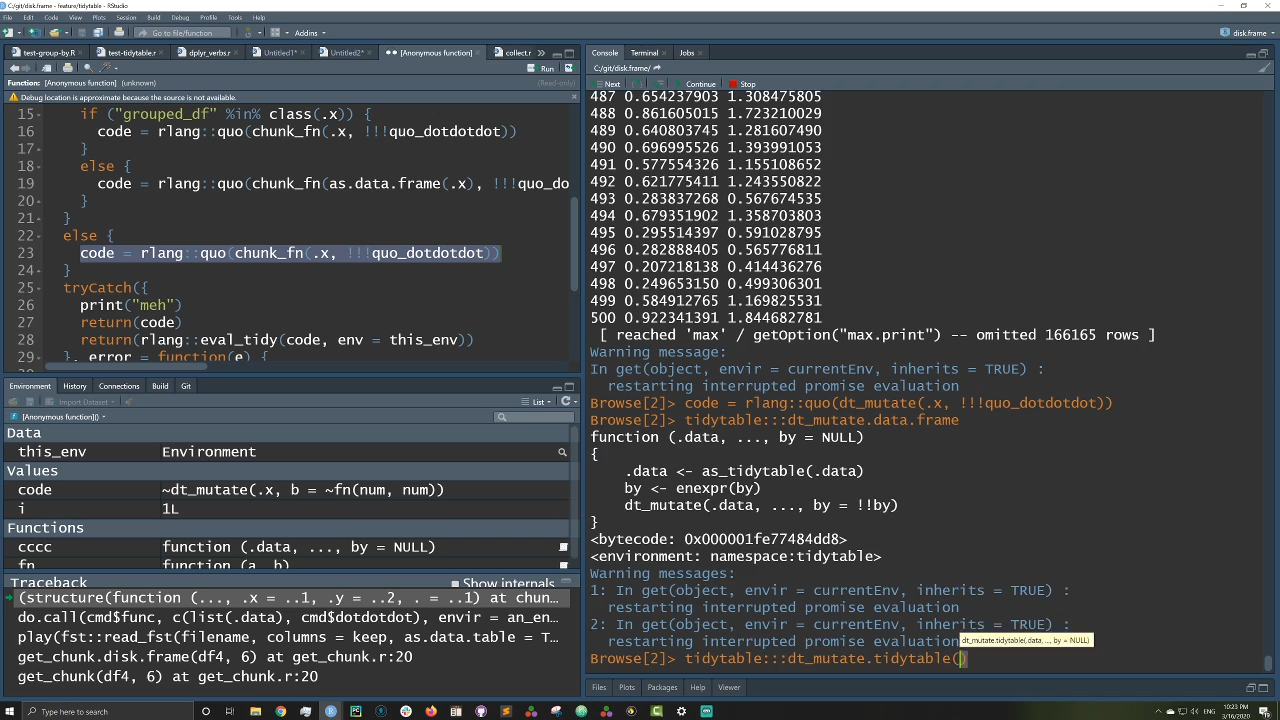 C:/git/disk.frame - feature/tidytable - RStudio
File Edit Code View Plots Session Build Debug Profile Tools Help
Go to file/function
Addins
disk.frame
test-group-by.R
test-tidytable.r
dplyr_verbs.r
Untitled1*
Untitled2*
[Anonymous function]
collect.r
Run
Function: [Anonymous function] (unknown)
(Read-only)
Debug location is approximate because the source is not available.
15 if ("grouped_df" %in% class(.x)) {
16 code = rlang::quo(chunk_fn(.x, !!!quo_dotdotdot))
17 }
18 else {
19 code = rlang::quo(chunk_fn(as.data.frame(.x), !!!quo_do
20 }
21 }
22 else {
23 code = rlang::quo(chunk_fn(.x, !!!quo_dotdotdot))
24 }
25 tryCatch({
26 print("meh")
27 return(code)
28 return(rlang::eval_tidy(code, env = this_env))
29 }, error = function(e) {
Environment History Connections Build Git
Import Dataset
List
[Anonymous function]()
Data
this_env Environment
Values
code ~dt_mutate(.x, b = ~fn(num, num))
i 1L
Functions
cccc function (.data, ..., by = NULL)
fn function (a, b)
Traceback
Show internals
(structure(function (..., .x = ..1, .y = ..2, . = ..1) at chun…
do.call(cmd$func, c(list(.data), cmd$dotdotdot), envir = an_en…
play(fst::read_fst(filename, columns = keep, as.data.table = T…
get_chunk.disk.frame(df4, 6) at get_chunk.r:20
get_chunk(df4, 6) at get_chunk.r:20
Console Terminal Jobs
C:/git/disk.frame/
Next Continue Stop
487 0.654237903 1.308475805
488 0.861605015 1.723210029
489 0.640803745 1.281607490
490 0.696995526 1.393991053
491 0.577554326 1.155108652
492 0.621775411 1.243550822
493 0.283837268 0.567674535
494 0.679351902 1.358703803
495 0.295514397 0.591028795
496 0.282888405 0.565776811
497 0.207218138 0.414436276
498 0.249653150 0.499306301
499 0.584912765 1.169825531
500 0.922341391 1.844682781
[ reached 'max' / getOption("max.print") -- omitted 166165 rows ]
Warning message:
In get(object, envir = currentEnv, inherits = TRUE) :
restarting interrupted promise evaluation
Browse[2]> code = rlang::quo(dt_mutate(.x, !!!quo_dotdotdot))
Browse[2]> tidytable:::dt_mutate.data.frame
function (.data, ..., by = NULL)
{
.data <- as_tidytable(.data)
by <- enexpr(by)
dt_mutate(.data, ..., by = !!by)
}
<bytecode: 0x000001fe77484dd8>
<environment: namespace:tidytable>
Warning messages:
1: In get(object, envir = currentEnv, inherits = TRUE) :
restarting interrupted promise evaluation
2: In get(object, envir = currentEnv, inherits = TRUE) :
restarting interrupted promise evaluation
dt_mutate.tidytable(.data, ..., by = NULL)
Browse[2]> tidytable:::dt_mutate.tidytable()
Files Plots Packages Help Viewer
Type here to search
ENG
10:23 PM
3/16/2020